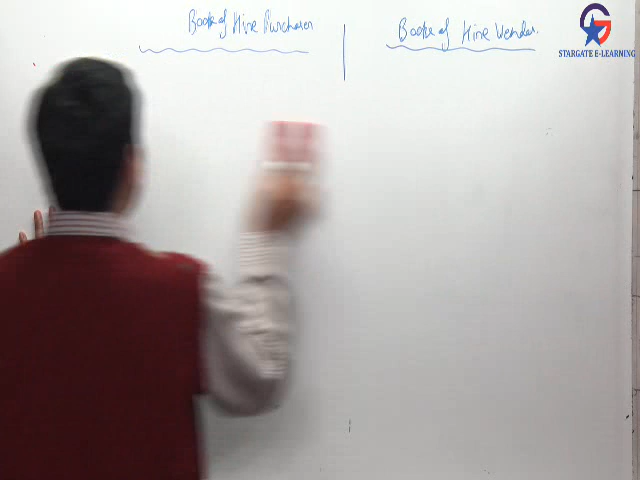 Books of Hire Purchaser
Books of Hire Vendor.
STARGATE E-LEARNING